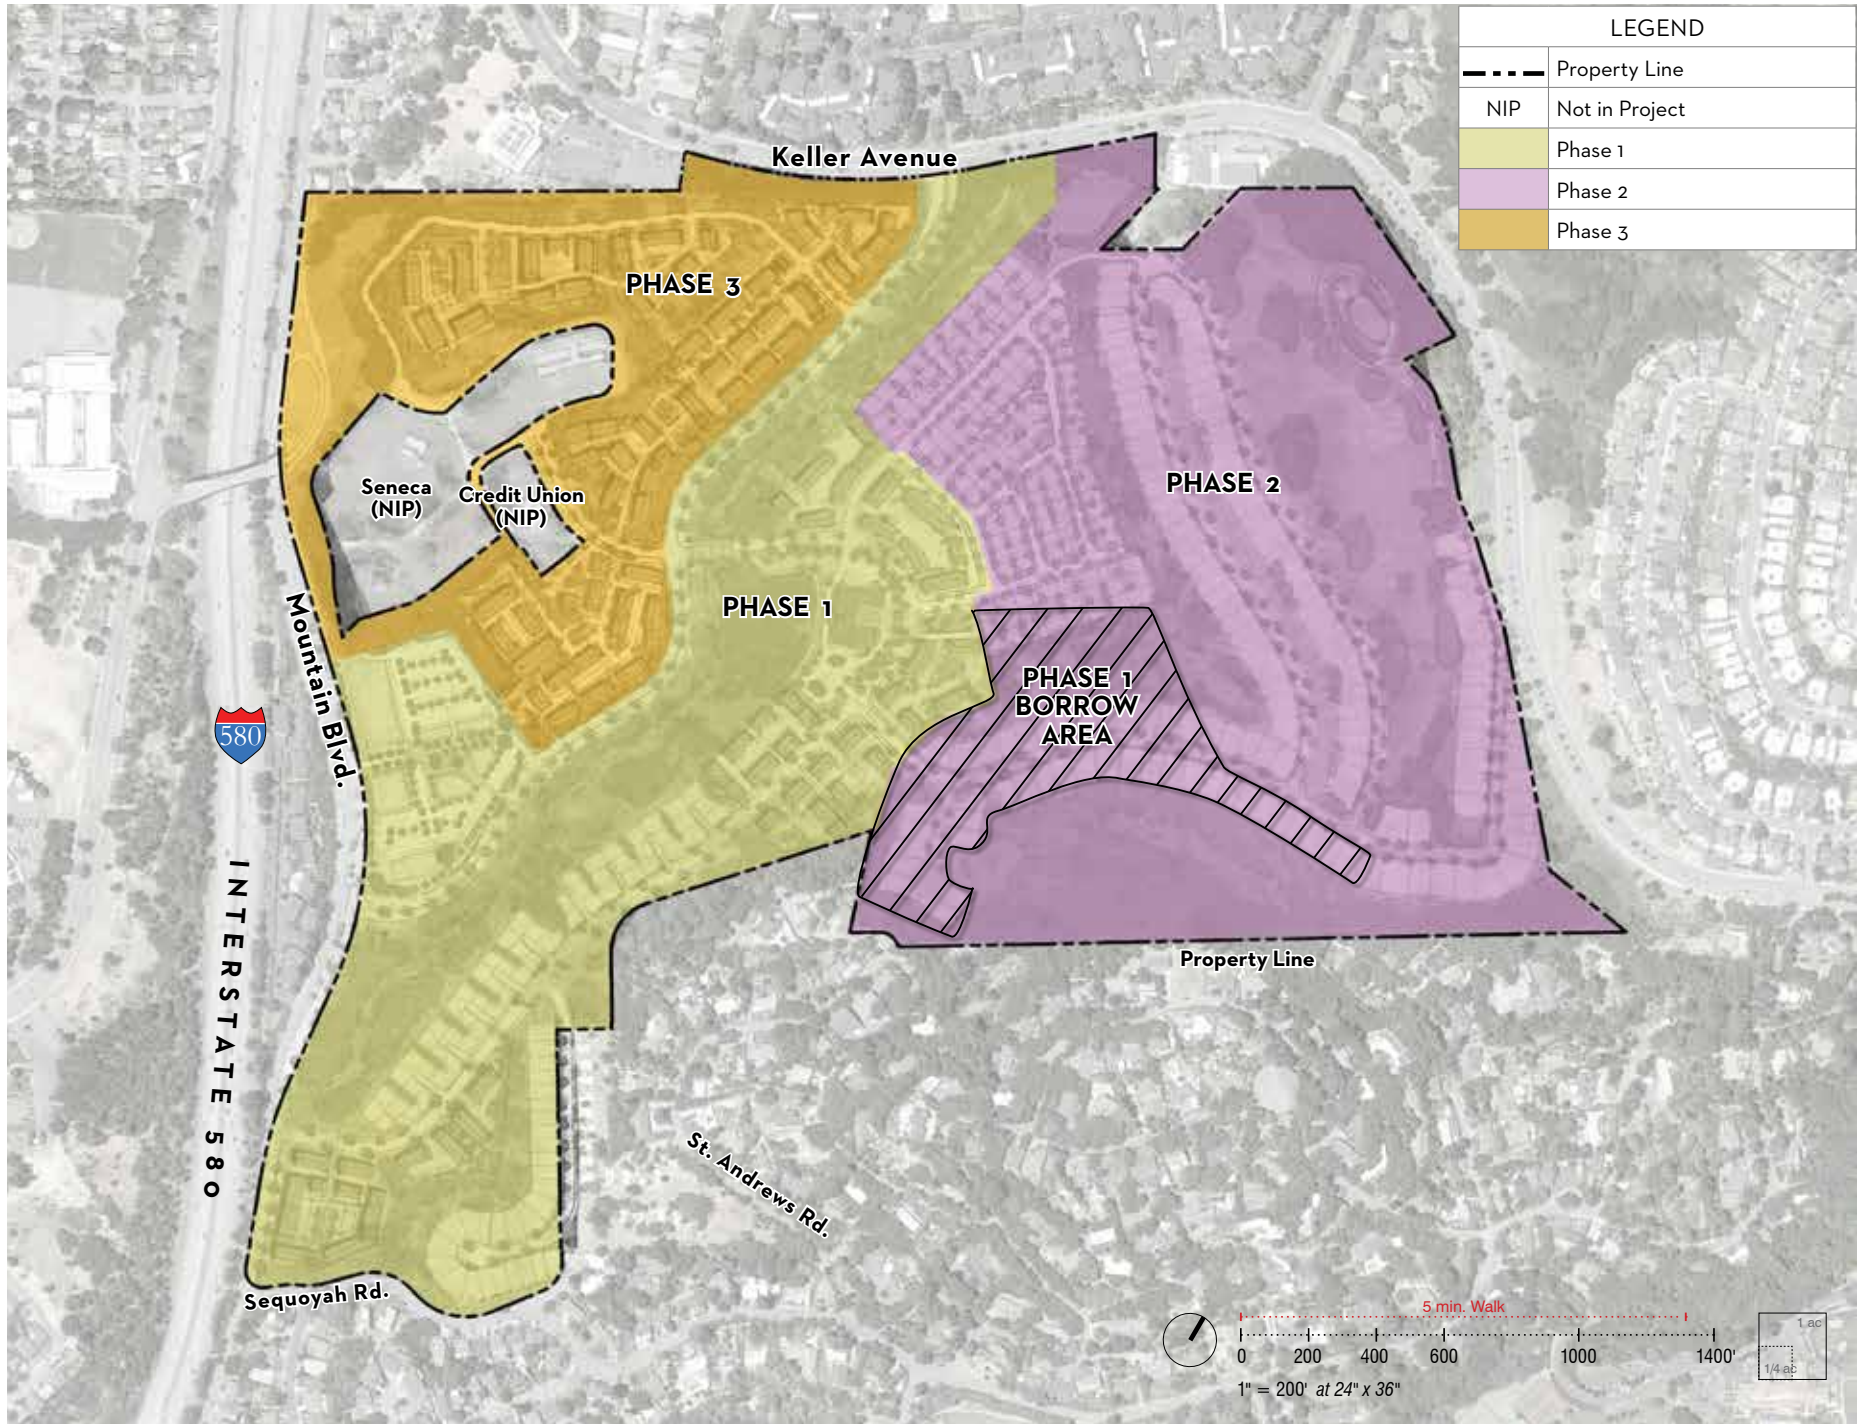 LEGEND
Property Line
NIP Not in Project
Phase 1
Phase 2
Phase 3
Keller Avenue
PHASE 3
PHASE 2
Seneca
(NIP)
Credit Union
(NIP)
PHASE 1
Mountain Blvd.
PHASE 1
BORROW
AREA
580
INTERSTATE 580
Property Line
St. Andrews Rd.
Sequoyah Rd.
5 min. Walk
0 200 400 600 1000 1400'
1" = 200' at 24" x 36"
1 ac
1/4 ac